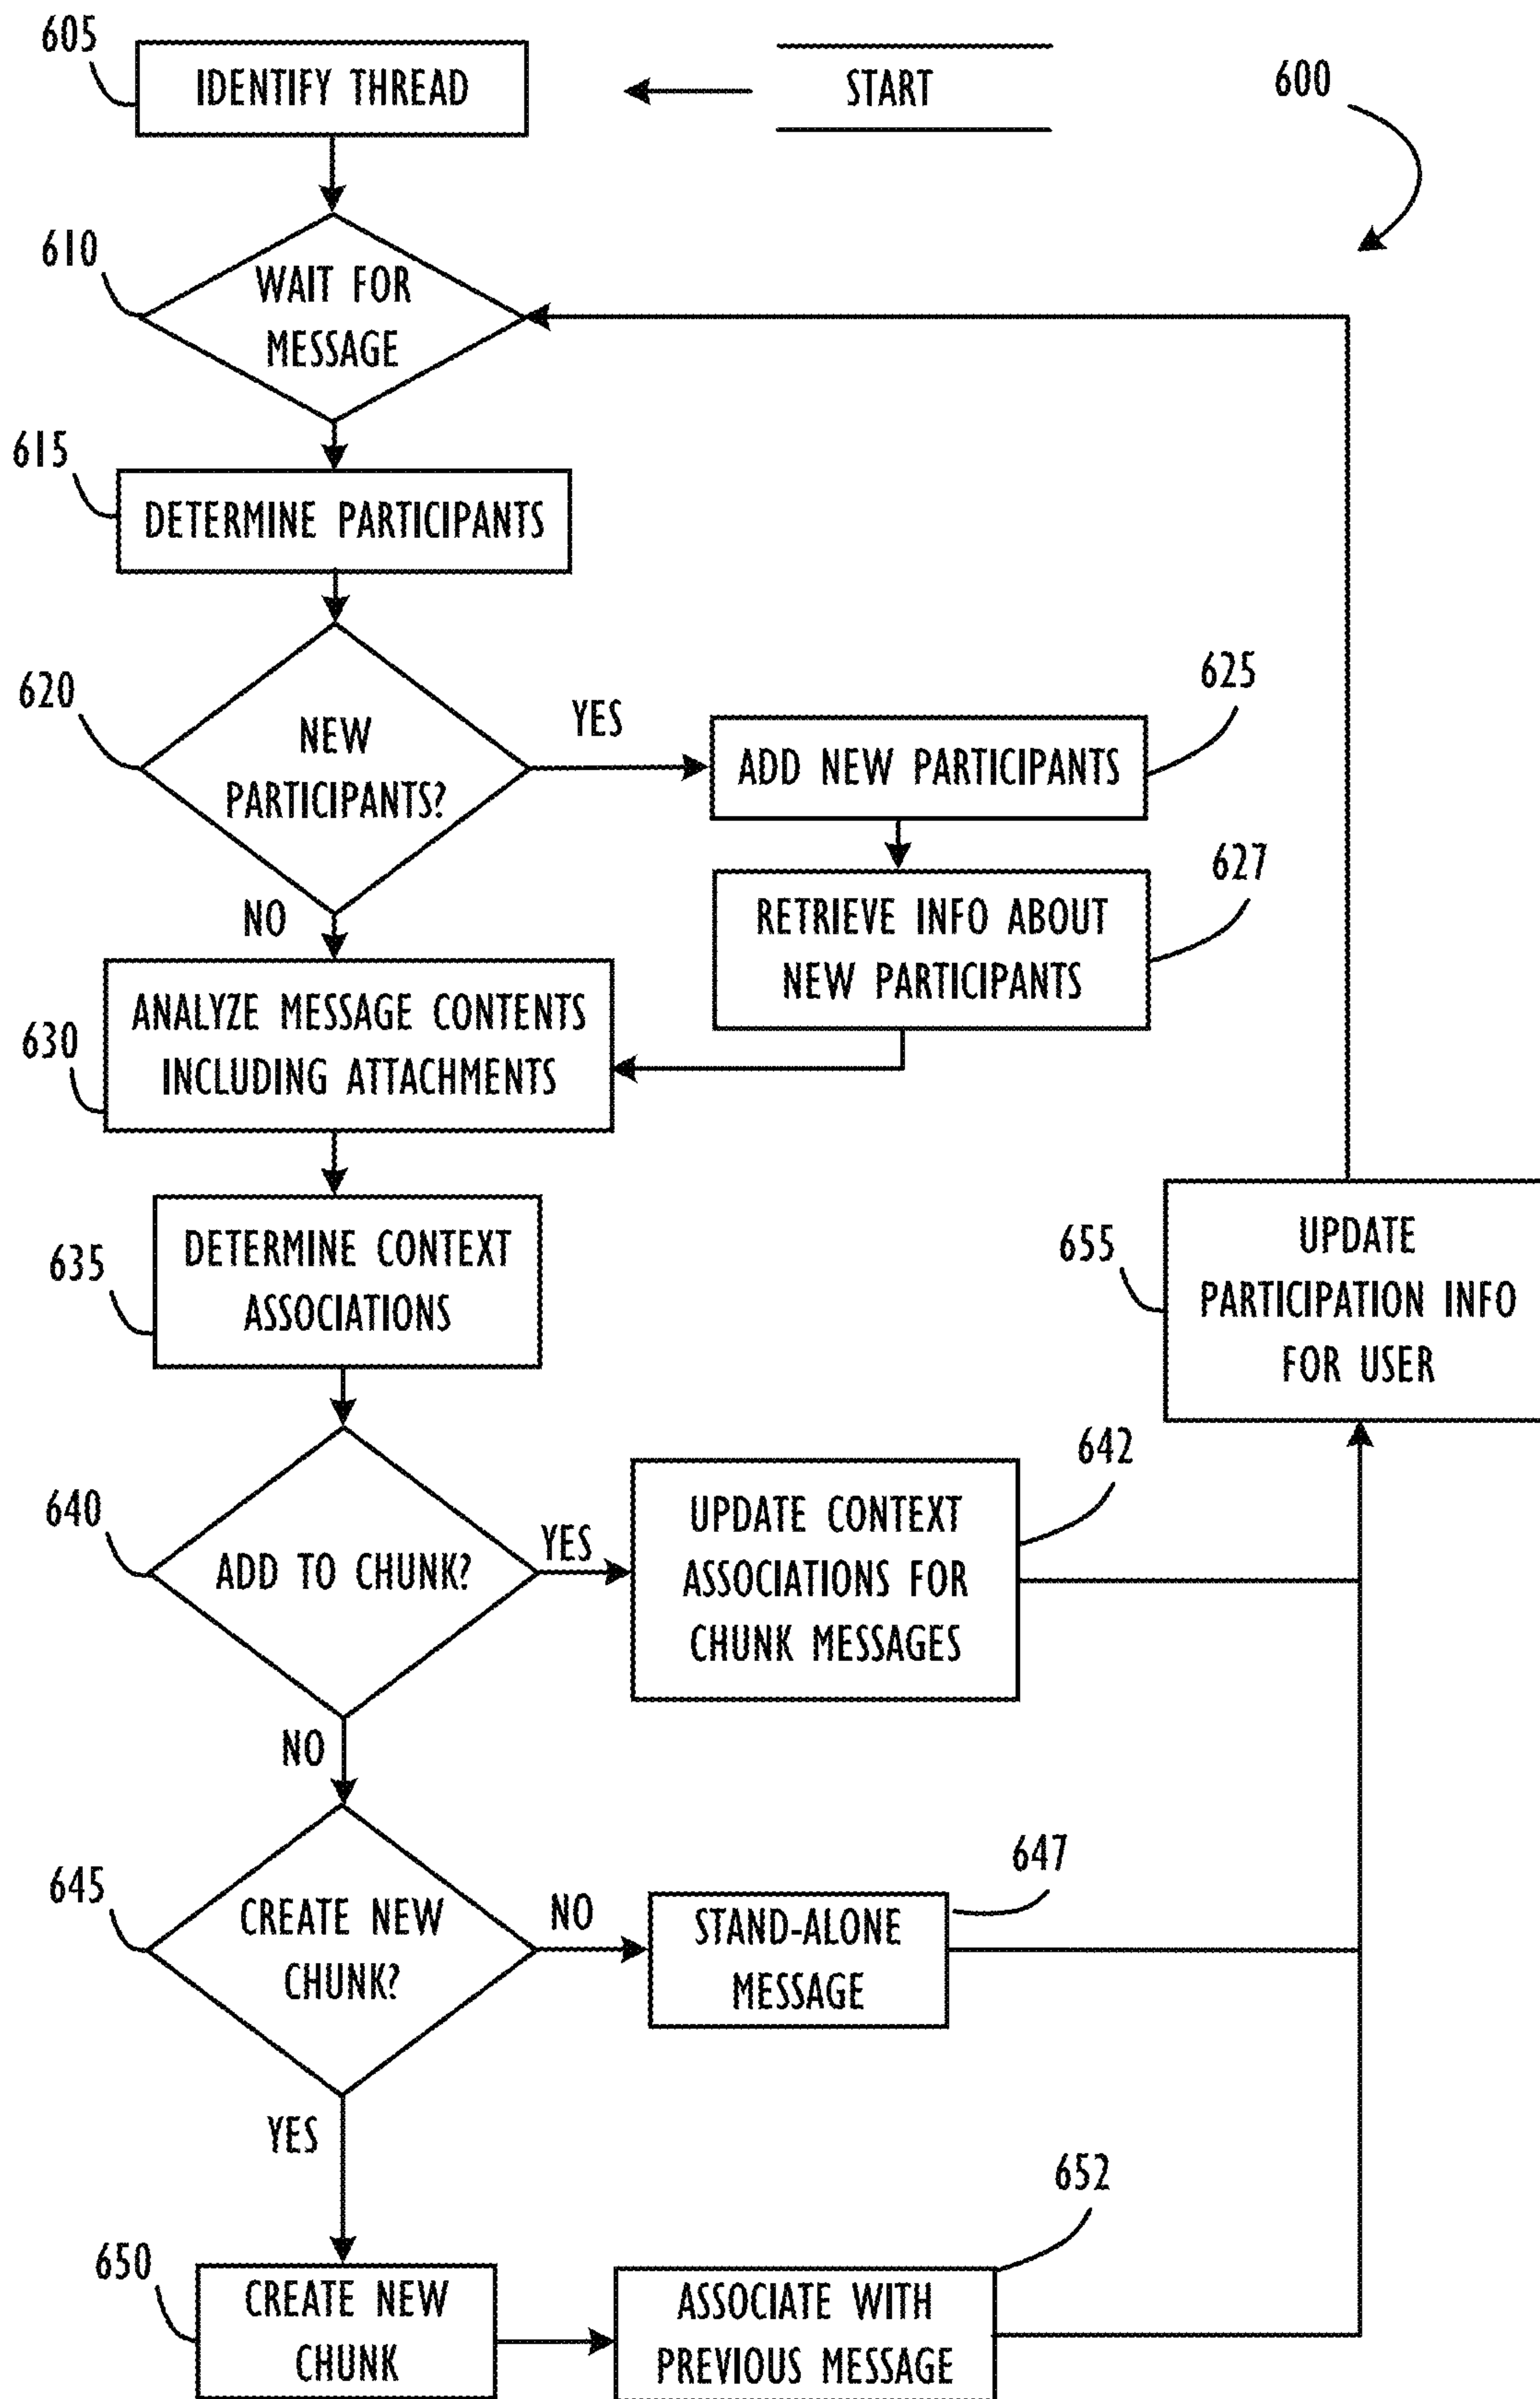 605
IDENTIFY THREAD
START
600
610
WAIT FOR
MESSAGE
615
DETERMINE PARTICIPANTS
620
NEW
PARTICIPANTS?
YES
625
ADD NEW PARTICIPANTS
627
RETRIEVE INFO ABOUT
NEW PARTICIPANTS
NO
630
ANALYZE MESSAGE CONTENTS
INCLUDING ATTACHMENTS
635
DETERMINE CONTEXT
ASSOCIATIONS
655
UPDATE
PARTICIPATION INFO
FOR USER
640
ADD TO CHUNK?
YES
642
UPDATE CONTEXT
ASSOCIATIONS FOR
CHUNK MESSAGES
NO
645
CREATE NEW
CHUNK?
NO
647
STAND-ALONE
MESSAGE
YES
650
CREATE NEW
CHUNK
652
ASSOCIATE WITH
PREVIOUS MESSAGE